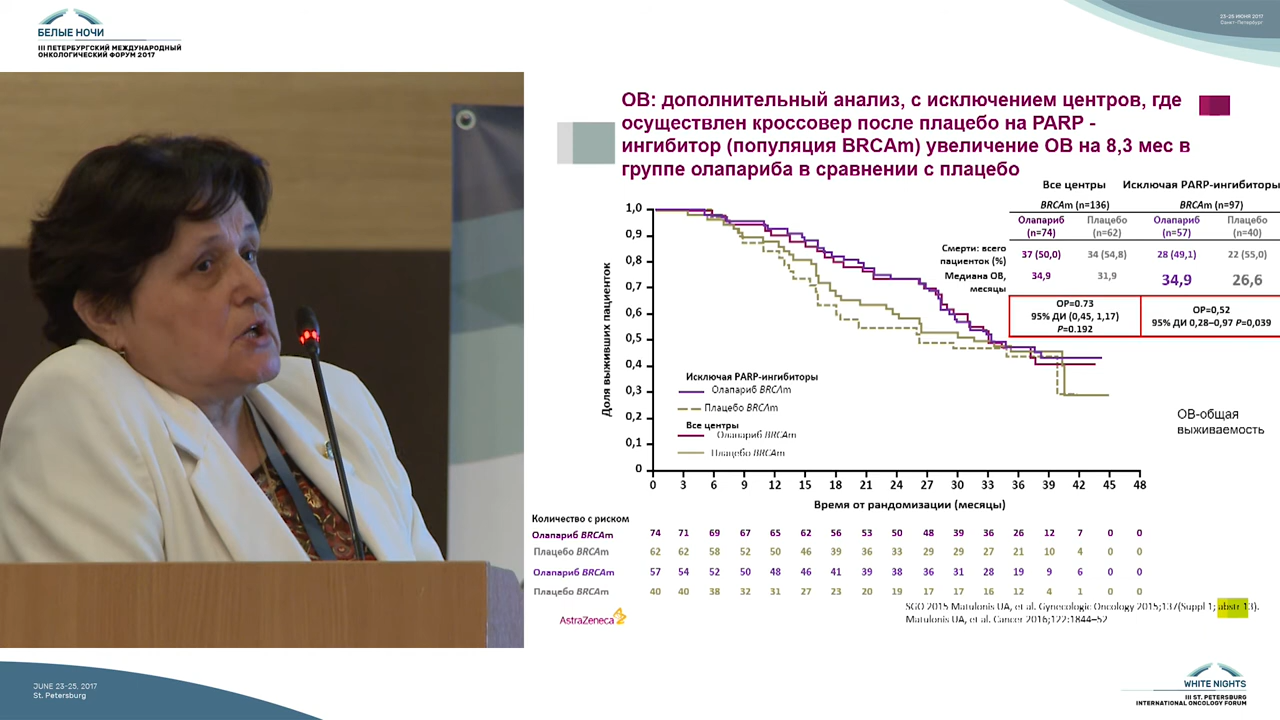 БЕЛЫЕ НОЧИ
III ПЕТЕРБУРГСКИЙ МЕЖДУНАРОДНЫЙ
ОНКОЛОГИЧЕСКИЙ ФОРУМ 2017
23-25 ИЮНЯ 2017
Санкт-Петербург
ОВ: дополнительный анализ, с исключением центров, где
осуществлен кроссовер после плацебо на PARP -
ингибитор (популяция BRCAm) увеличение ОВ на 8,3 мес в
группе олапариба в сравнении с плацебо
Все центры Исключая PARP-ингибиторы
BRCAm (n=136) BRCAm (n=97)
Олапариб Плацебо Олапариб Плацебо
(n=74) (n=62) (n=57) (n=40)
Смерти: всего
пациенток (%) 37 (50,0) 34 (54,8) 28 (49,1) 22 (55,0)
Медиана ОВ,
месяцы 34,9 31,9 34,9 26,6
ОР=0.73
95% ДИ (0,45, 1,17)
P=0.192
ОР=0,52
95% ДИ 0,28–0,97 P=0,039
Доля выживших пациенток
1,0
0,9
0,8
0,7
0,6
0,5
0,4
0,3
0,2
0,1
0
Исключая PARP-ингибиторы
Олапариб BRCAm
Плацебо BRCAm
Все центры
Олапариб BRCAm
Плацебо BRCAm
ОВ-общая
выживаемость
0 3 6 9 12 15 18 21 24 27 30 33 36 39 42 45 48
Время от рандомизации (месяцы)
Количество с риском
Олапариб BRCAm 74 71 69 67 65 62 56 53 50 48 39 36 26 12 7 0 0
Плацебо BRCAm 62 62 58 52 50 46 39 36 33 29 29 27 21 10 4 0 0
Олапариб BRCAm 57 54 52 50 48 46 41 39 38 36 31 28 19 9 6 0 0
Плацебо BRCAm 40 40 38 32 31 27 23 20 19 17 17 16 12 4 1 0 0
AstraZeneca
SGO 2015 Matulonis UA, et al. Gynecologic Oncology 2015;137(Suppl 1; abstr 13).
Matulonis UA, et al. Cancer 2016;122:1844–52
JUNE 23-25, 2017
St. Petersburg
WHITE NIGHTS
III ST. PETERSBURG
INTERNATIONAL ONCOLOGY FORUM